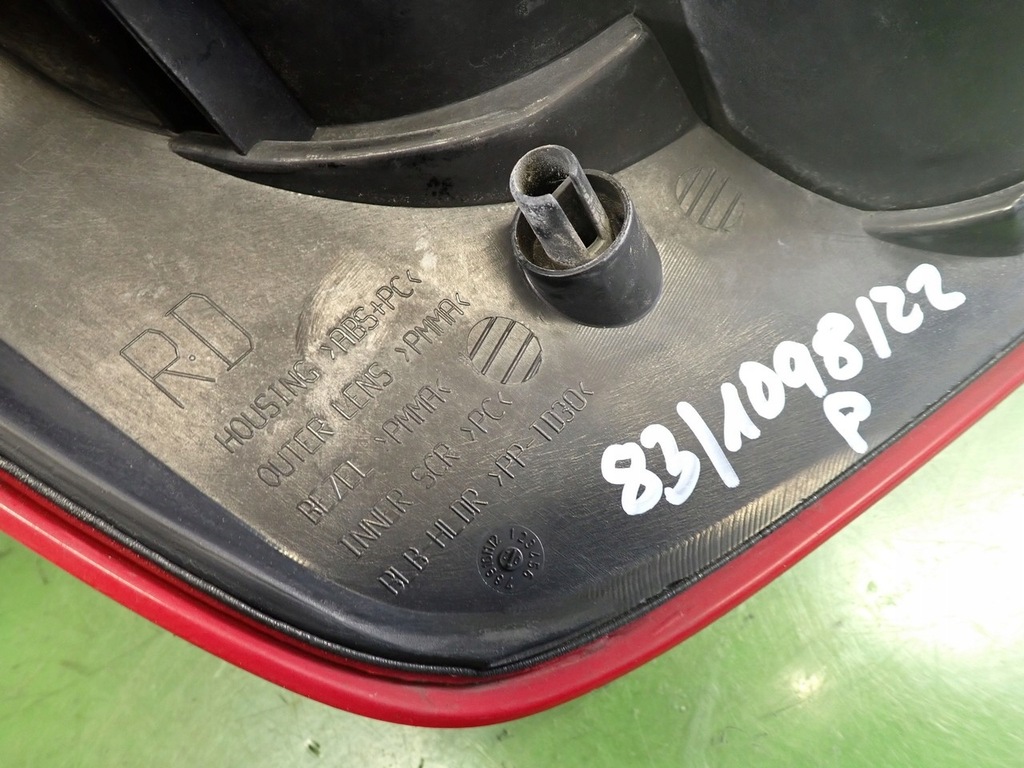 R.D
HOUSING >ABS+PC<
OUTER LENS >PMMA<
BEZEL >PMMA<
INNER SCR >PC<
BLB HLDR >PP-TD30<
83/1098/22
P